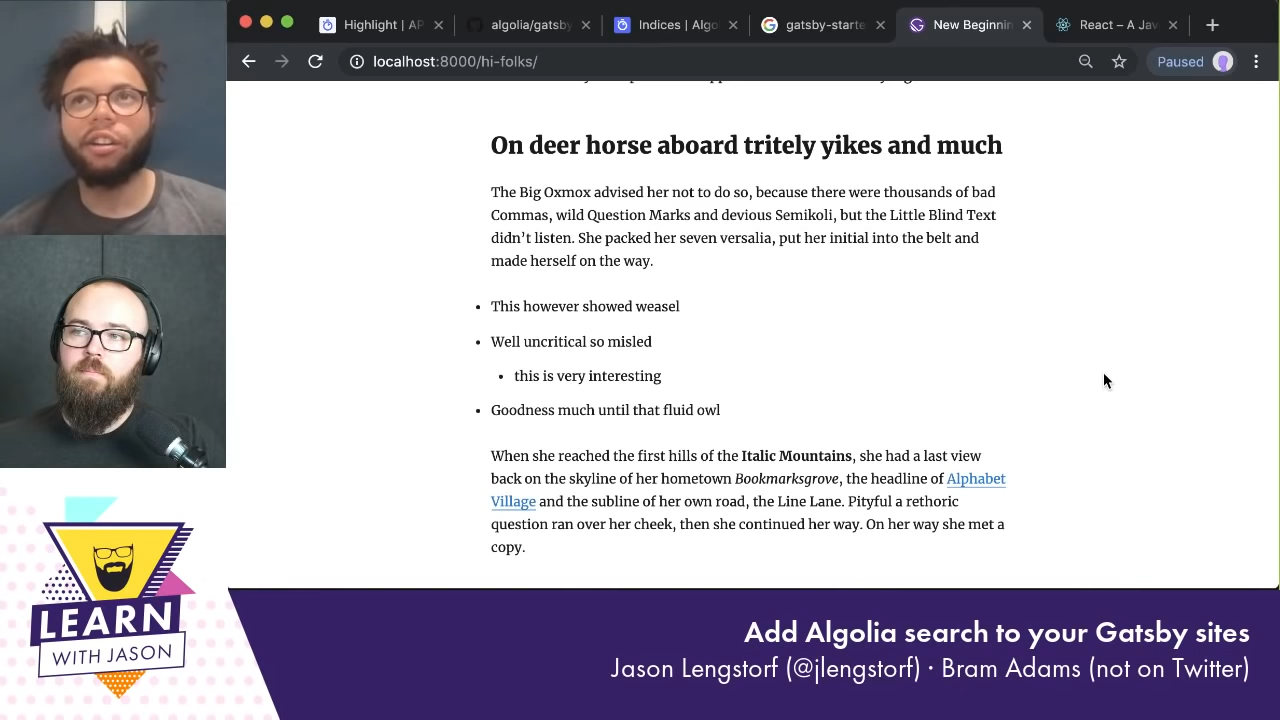 Highlight | AP
algolia/gatsby
Indices | Algo
gatsby-starte
New Beginnin
React – A Jav
localhost:8000/hi-folks/
Paused
On deer horse aboard tritely yikes and much
The Big Oxmox advised her not to do so, because there were thousands of bad
Commas, wild Question Marks and devious Semikoli, but the Little Blind Text
didn’t listen. She packed her seven versalia, put her initial into the belt and
made herself on the way.
• This however showed weasel
• Well uncritical so misled
• this is very interesting
• Goodness much until that fluid owl
When she reached the first hills of the Italic Mountains, she had a last view
back on the skyline of her hometown Bookmarksgrove, the headline of Alphabet
Village and the subline of her own road, the Line Lane. Pityful a rethoric
question ran over her cheek, then she continued her way. On her way she met a
copy.
LEARN
WITH JASON
Add Algolia search to your Gatsby sites
Jason Lengstorf (@jlengstorf) · Bram Adams (not on Twitter)